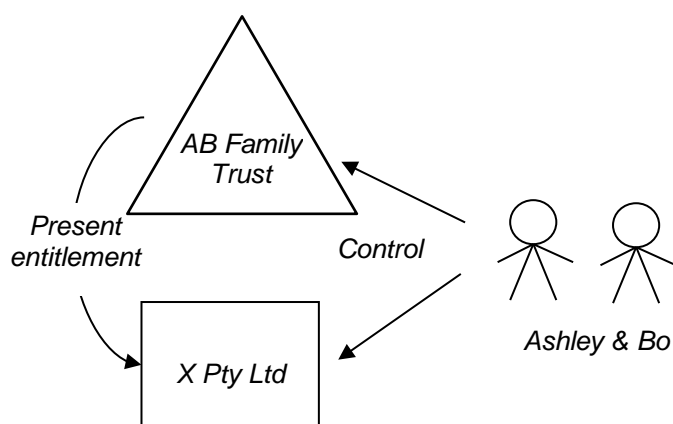 AB Family
Trust
Present
entitlement
Control
X Pty Ltd
Ashley & Bo